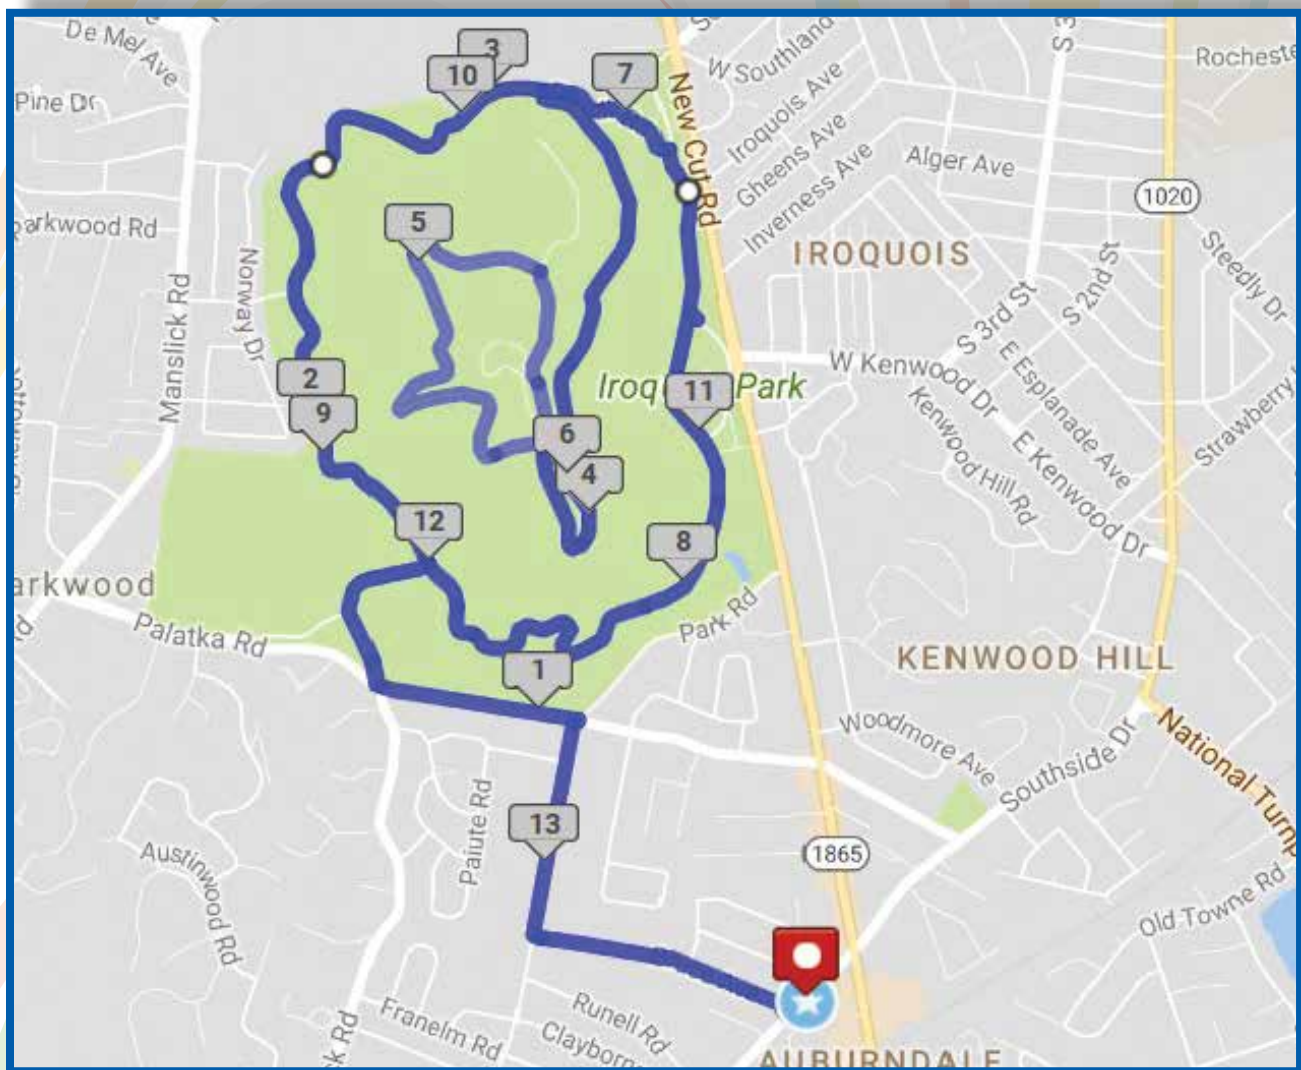 De Mel Ave
Pine Dr
arkwood Rd
Manslick Rd
Norway Dr
3
10
7
New Cut Rd
W Southland
Iroquois Ave
Gheens Ave
Inverness Ave
Alger Ave
Rocheste
S 3
1020
Steedly Dr
IROQUOIS
S 3rd St
S 2nd St
5
2
9
Iroq
Park
11
W Kenwood Dr
E Esplanade Ave
E Kenwood Dr
Kenwood Hill Rd
Strawberry
6
4
12
8
arkwood
Palatka Rd
Park Rd
1
KENWOOD HILL
Woodmore Ave
Southside Dr
National Turnp
13
Paiute Rd
1865
Austinwood Rd
Old Towne Rd
Franelm Rd
Runell Rd
Clayborn
k Rd
Rd
AUBURNDALE